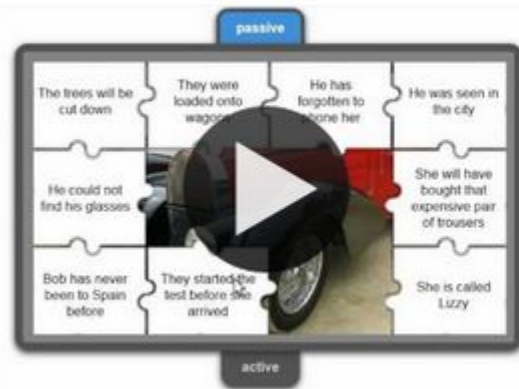 passive
The trees will be
cut down
They were
loaded onto
wagons
He has
forgotten to
phone her
He was seen in
the city
He could not
find his glasses
She will have
bought that
expensive pair
of trousers
Bob has never
been to Spain
before
They started the
test before she
arrived
She is called
Lizzy
active